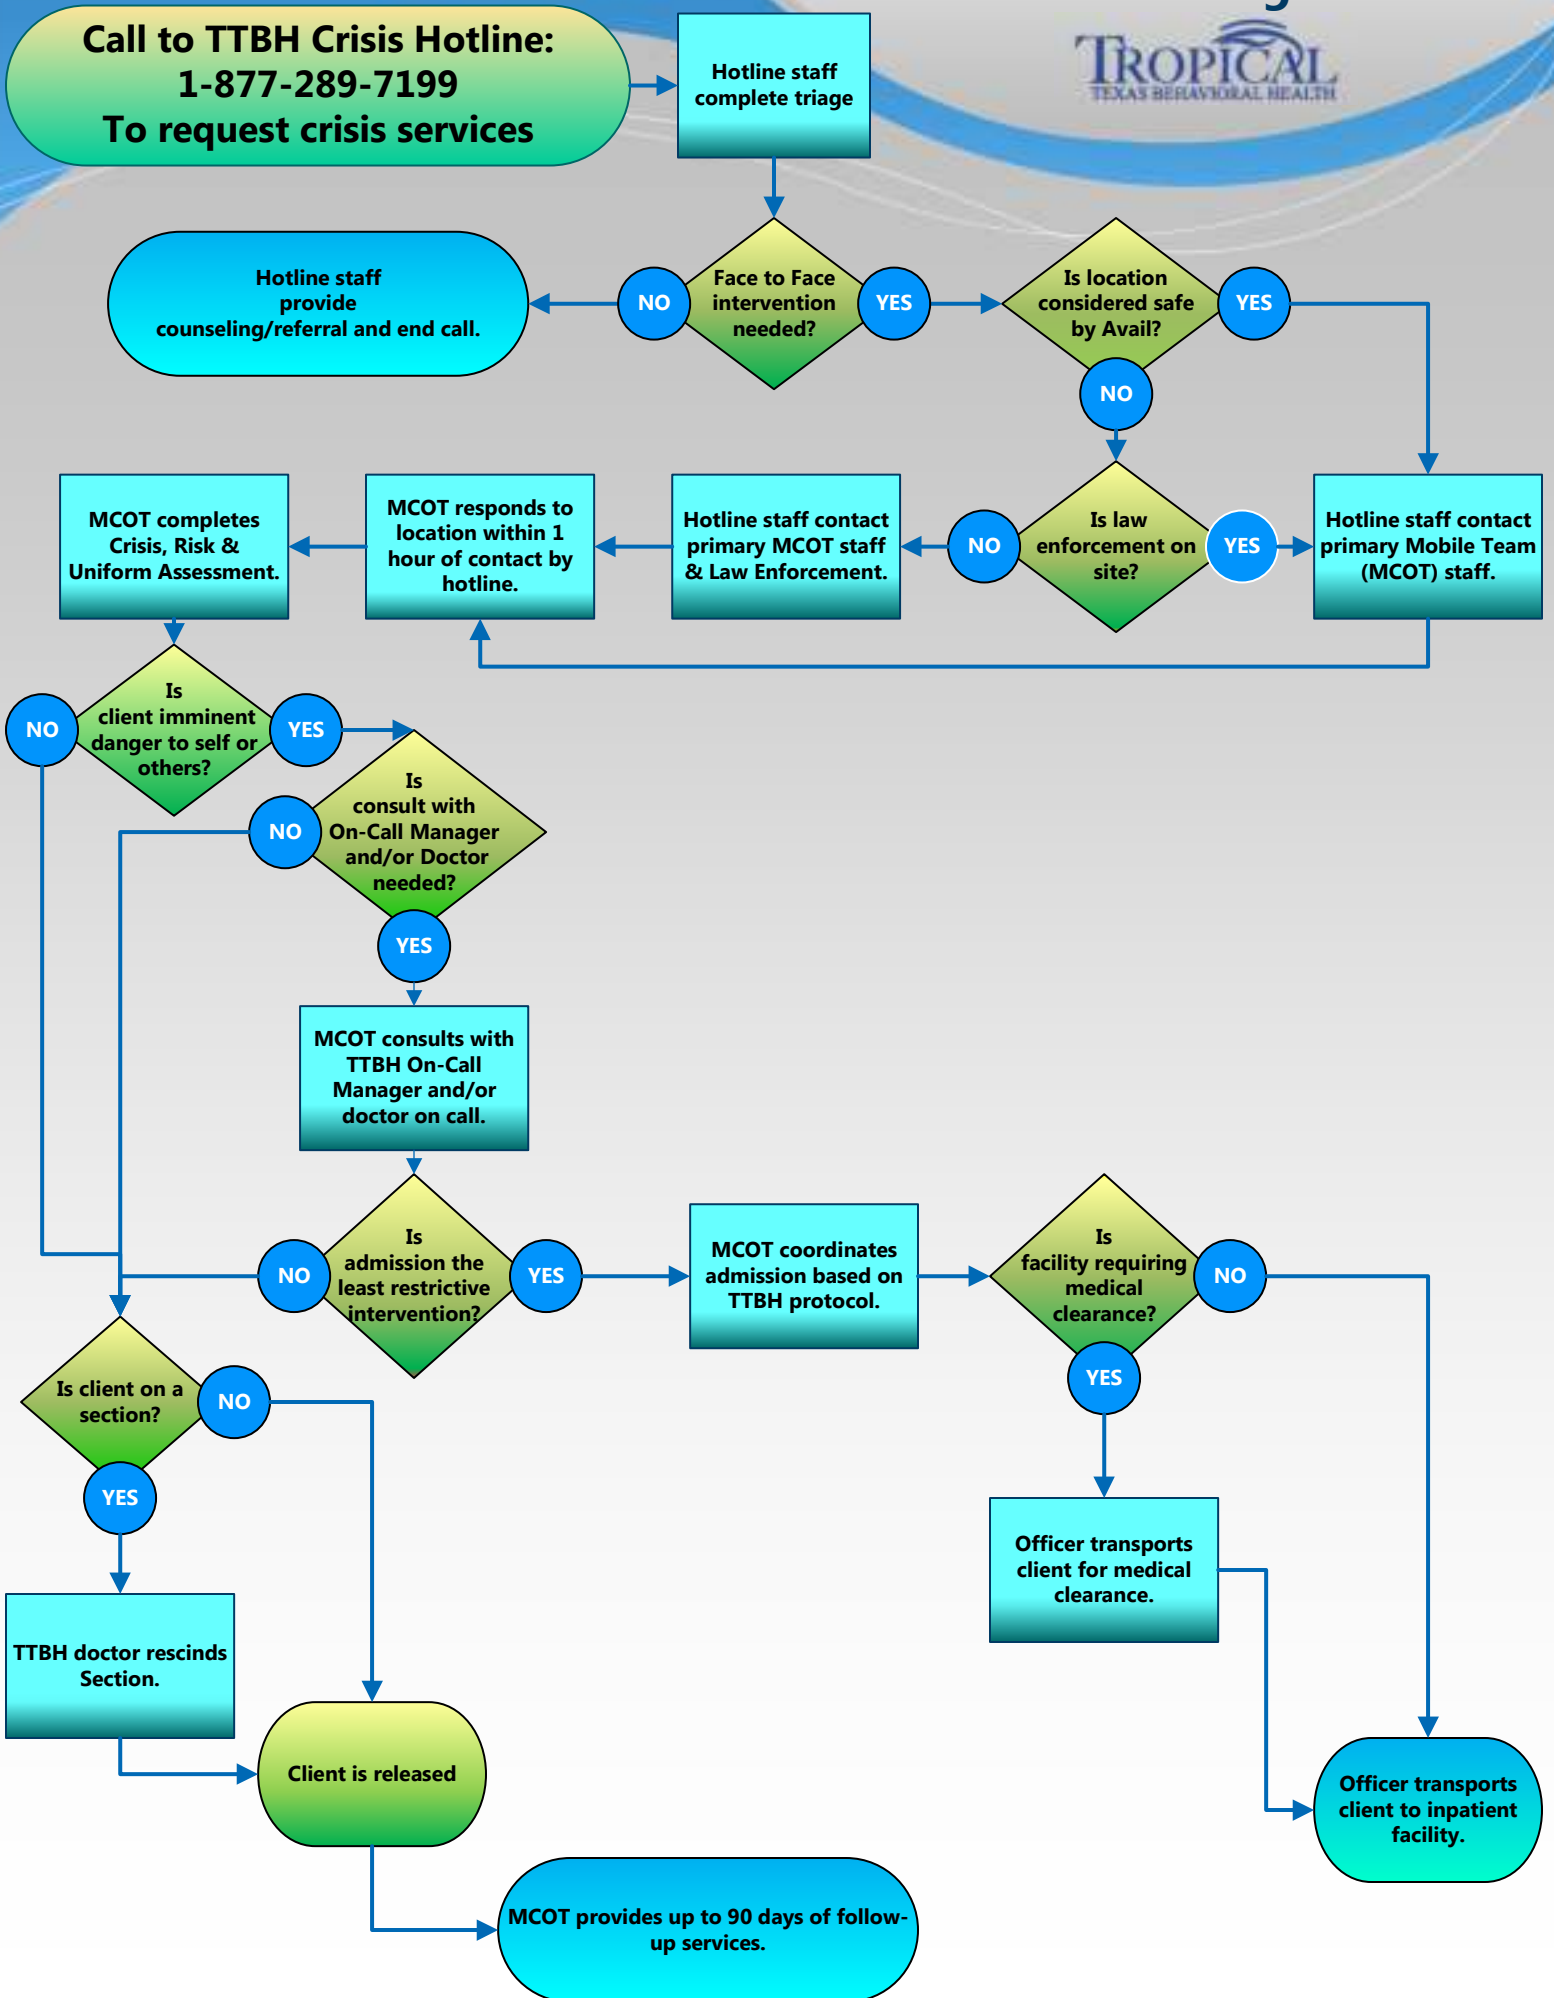 Call to TTBH Crisis Hotline:
1-877-289-7199
To request crisis services
Hotline staff
complete triage
TROPICAL
TEXAS BEHAVIORAL HEALTH
Hotline staff
provide
counseling/referral and end call.
NO
Face to Face
intervention
needed?
YES
Is location
considered safe
by Avail?
YES
NO
MCOT completes
Crisis, Risk &
Uniform Assessment.
MCOT responds to
location within 1
hour of contact by
hotline.
Hotline staff contact
primary MCOT staff
& Law Enforcement.
NO
Is law
enforcement on
site?
YES
Hotline staff contact
primary Mobile Team
(MCOT) staff.
NO
Is
client imminent
danger to self or
others?
YES
NO
Is
consult with
On-Call Manager
and/or Doctor
needed?
YES
MCOT consults with
TTBH On-Call
Manager and/or
doctor on call.
NO
Is
admission the
least restrictive
intervention?
YES
MCOT coordinates
admission based on
TTBH protocol.
Is
facility requiring
medical
clearance?
NO
YES
Is client on a
section?
NO
YES
Officer transports
client for medical
clearance.
TTBH doctor rescinds
Section.
Client is released
Officer transports
client to inpatient
facility.
MCOT provides up to 90 days of follow-
up services.